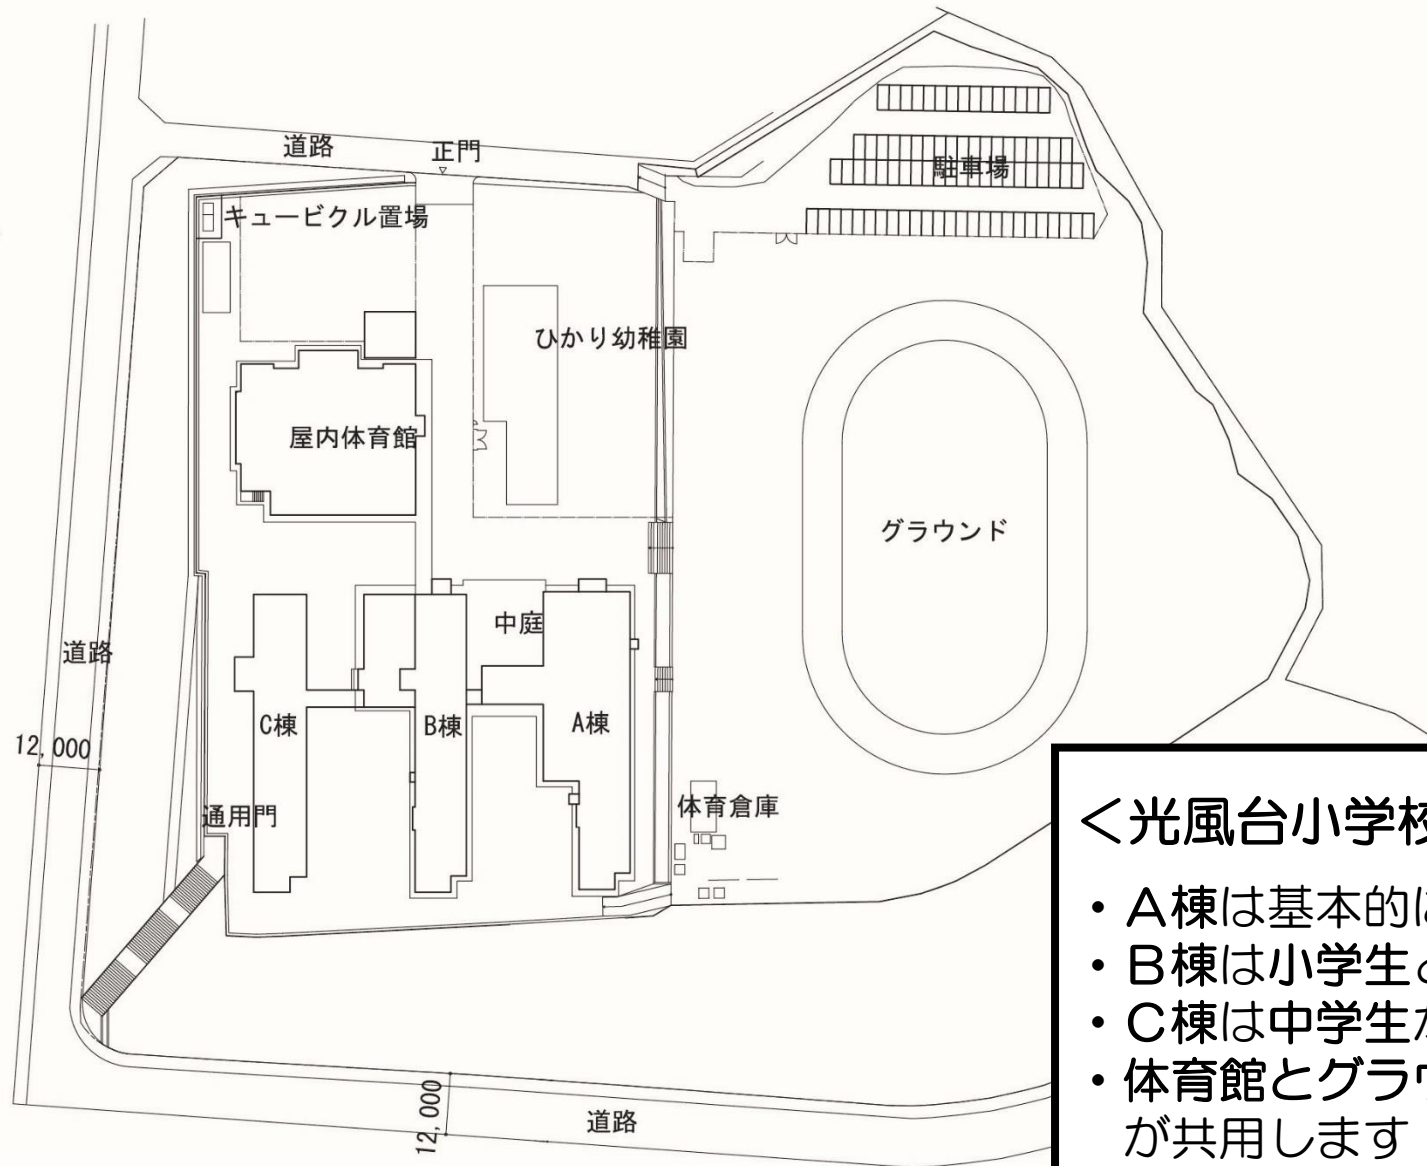 道路
正門
駐車場
キュービクル置場
ひかり幼稚園
屋内体育館
グラウンド
中庭
道路
C棟
B棟
A棟
12,000
通用門
体育倉庫
<光風台小学校
・A棟は基本的に
・B棟は小学生
・C棟は中学生
・体育館とグラウ
が共用します
12,000
道路